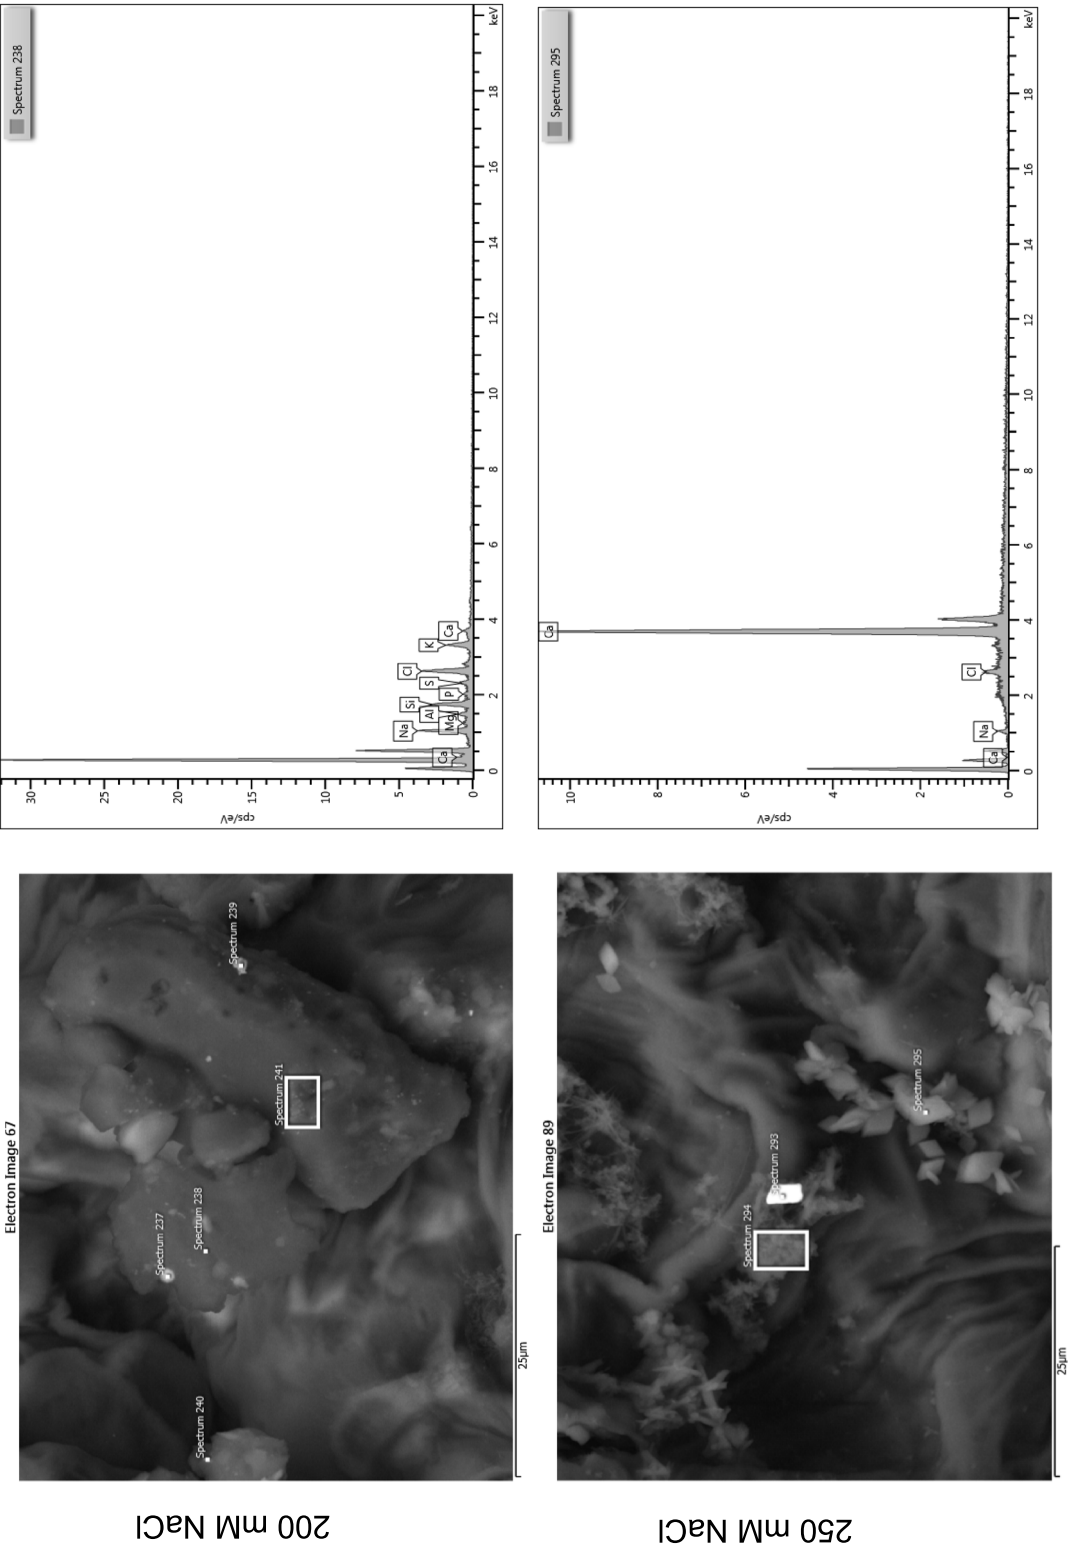 Electron Image 67
Spectrum 237
Spectrum 238
Spectrum 239
Spectrum 240
Spectrum 241
25µm
200 mM NaCl
Spectrum 238
cps/eV
30
25
20
15
10
5
0
Ca
Na
Mg
Al
Si
P
S
Cl
K
Ca
0 2 4 6 8 10 12 14 16 18 keV
Electron Image 89
Spectrum 293
Spectrum 294
Spectrum 295
25µm
250 mM NaCl
Spectrum 295
cps/eV
10
8
6
4
2
0
Ca
Na
Cl
Ca
0 2 4 6 8 10 12 14 16 18 keV